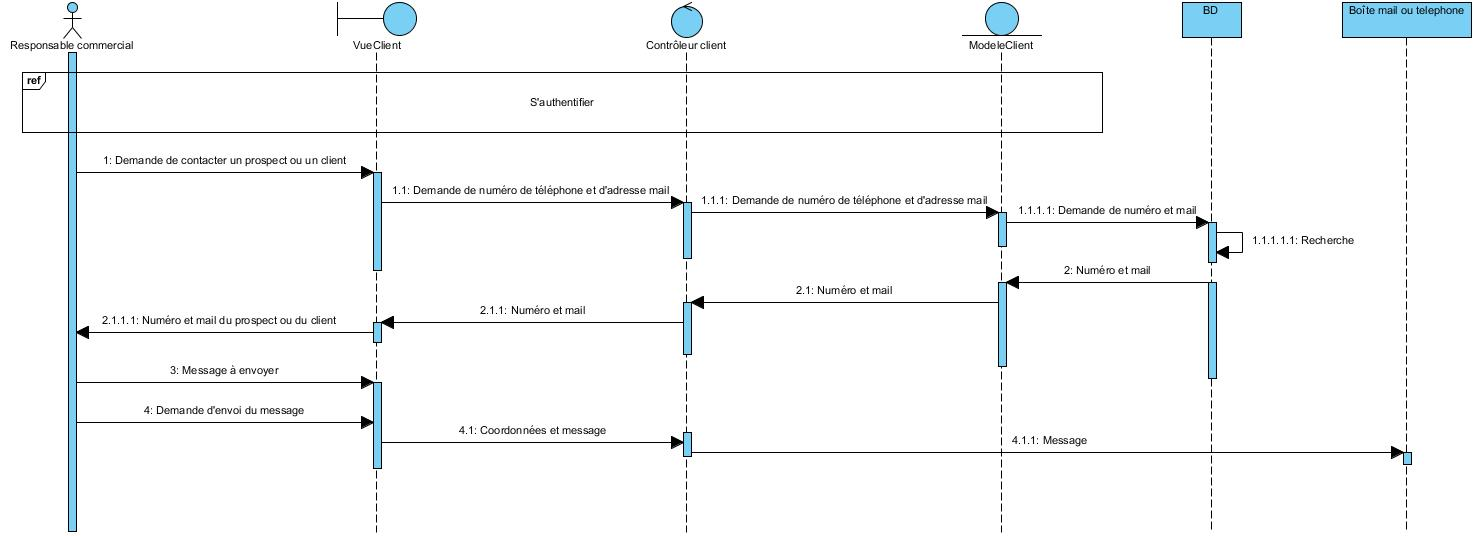 BD
Boîte mail ou telephone
Responsable commercial
VueClient
Contrôleur client
ModeleClient
ref
S'authentifier
1: Demande de contacter un prospect ou un client
1.1: Demande de numéro de téléphone et d'adresse mail
1.1.1: Demande de numéro de téléphone et d'adresse mail
1.1.1.1: Demande de numéro et mail
1.1.1.1.1: Recherche
2: Numéro et mail
2.1: Numéro et mail
2.1.1: Numéro et mail
2.1.1.1: Numéro et mail du prospect ou du client
3: Message à envoyer
4: Demande d'envoi du message
4.1: Coordonnées et message
4.1.1: Message